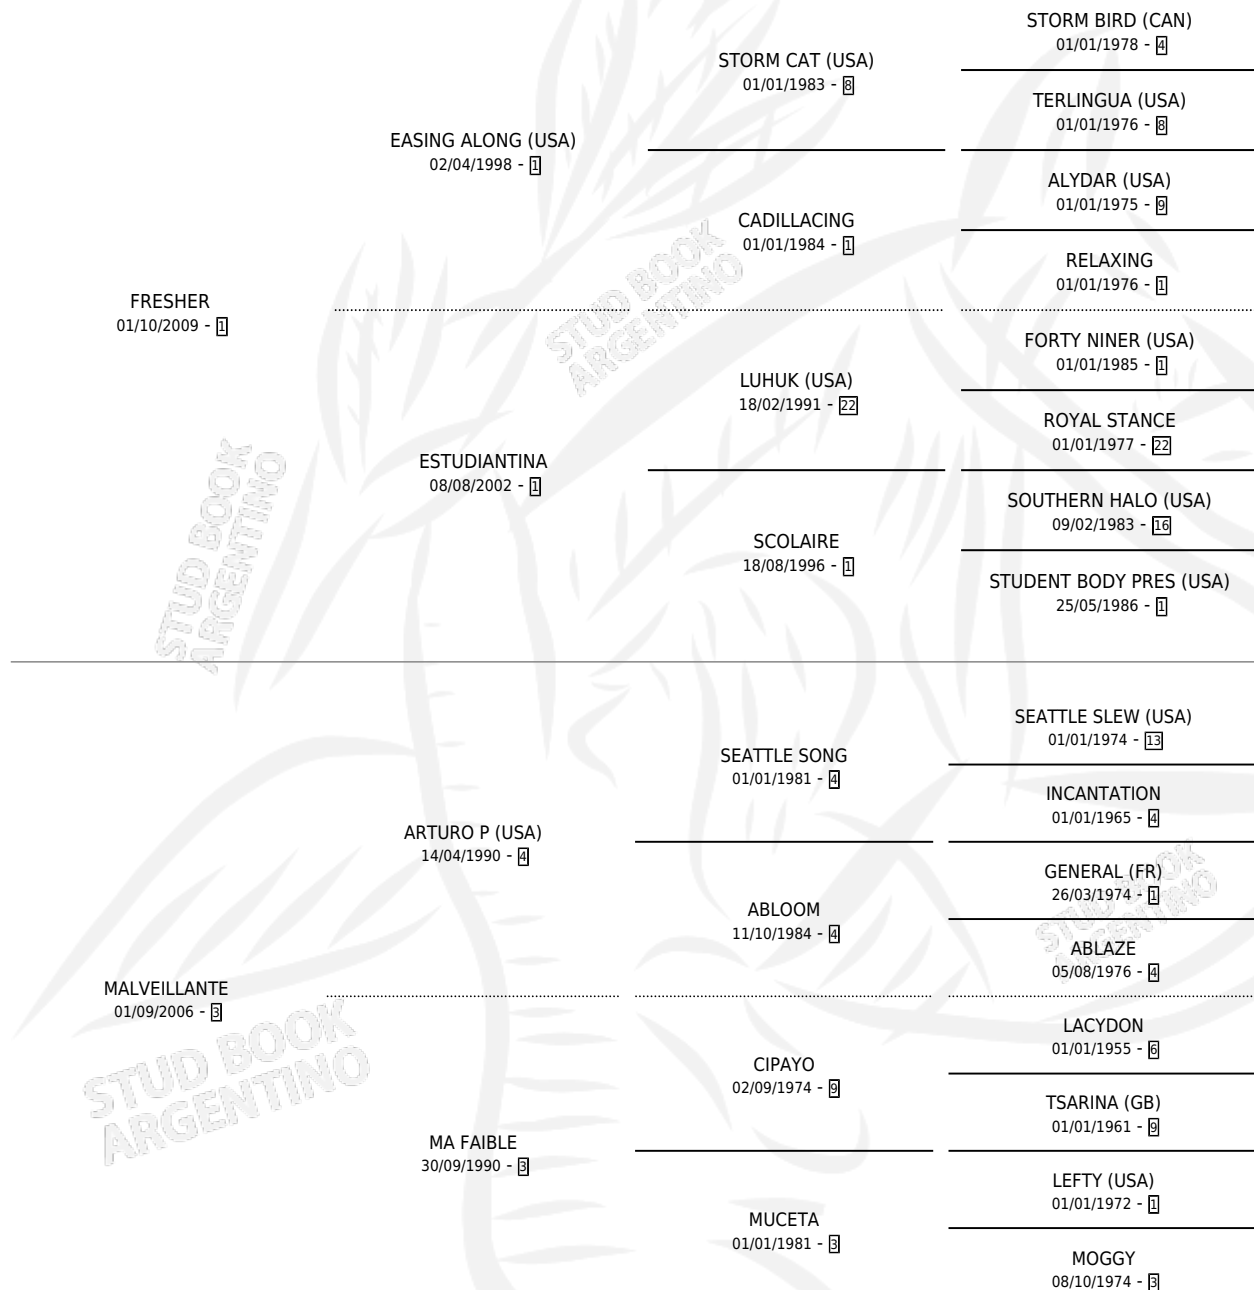 STORM BIRD (CAN)
01/01/1978 - 4
STORM CAT (USA)
01/01/1983 - 8
TERLINGUA (USA)
01/01/1976 - 8
EASING ALONG (USA)
02/04/1998 - 1
ALYDAR (USA)
01/01/1975 - 9
CADILLACING
01/01/1984 - 1
RELAXING
01/01/1976 - 1
FRESHER
01/10/2009 - 1
STUD BOOK
ARGENTINO
FORTY NINER (USA)
01/01/1985 - 1
LUHUK (USA)
18/02/1991 - 22
ROYAL STANCE
01/01/1977 - 22
ESTUDIANTINA
08/08/2002 - 1
SOUTHERN HALO (USA)
09/02/1983 - 16
SCOLAIRE
18/08/1996 - 1
STUDENT BODY PRES (USA)
25/05/1986 - 1
STUD BOOK
ARGENTINO
SEATTLE SLEW (USA)
01/01/1974 - 13
SEATTLE SONG
01/01/1981 - 4
INCANTATION
01/01/1965 - 4
ARTURO P (USA)
14/04/1990 - 4
GENERAL (FR)
26/03/1974 - 1
ABLOOM
11/10/1984 - 4
STUD BOOK
ARGENTINO
ABLAZE
05/08/1976 - 4
MALVEILLANTE
01/09/2006 - 3
STUD BOOK
ARGENTINO
LACYDON
01/01/1955 - 6
CIPAYO
02/09/1974 - 9
TSARINA (GB)
01/01/1961 - 9
MA FAIBLE
30/09/1990 - 3
LEFTY (USA)
01/01/1972 - 1
MUCETA
01/01/1981 - 3
MOGGY
08/10/1974 - 3